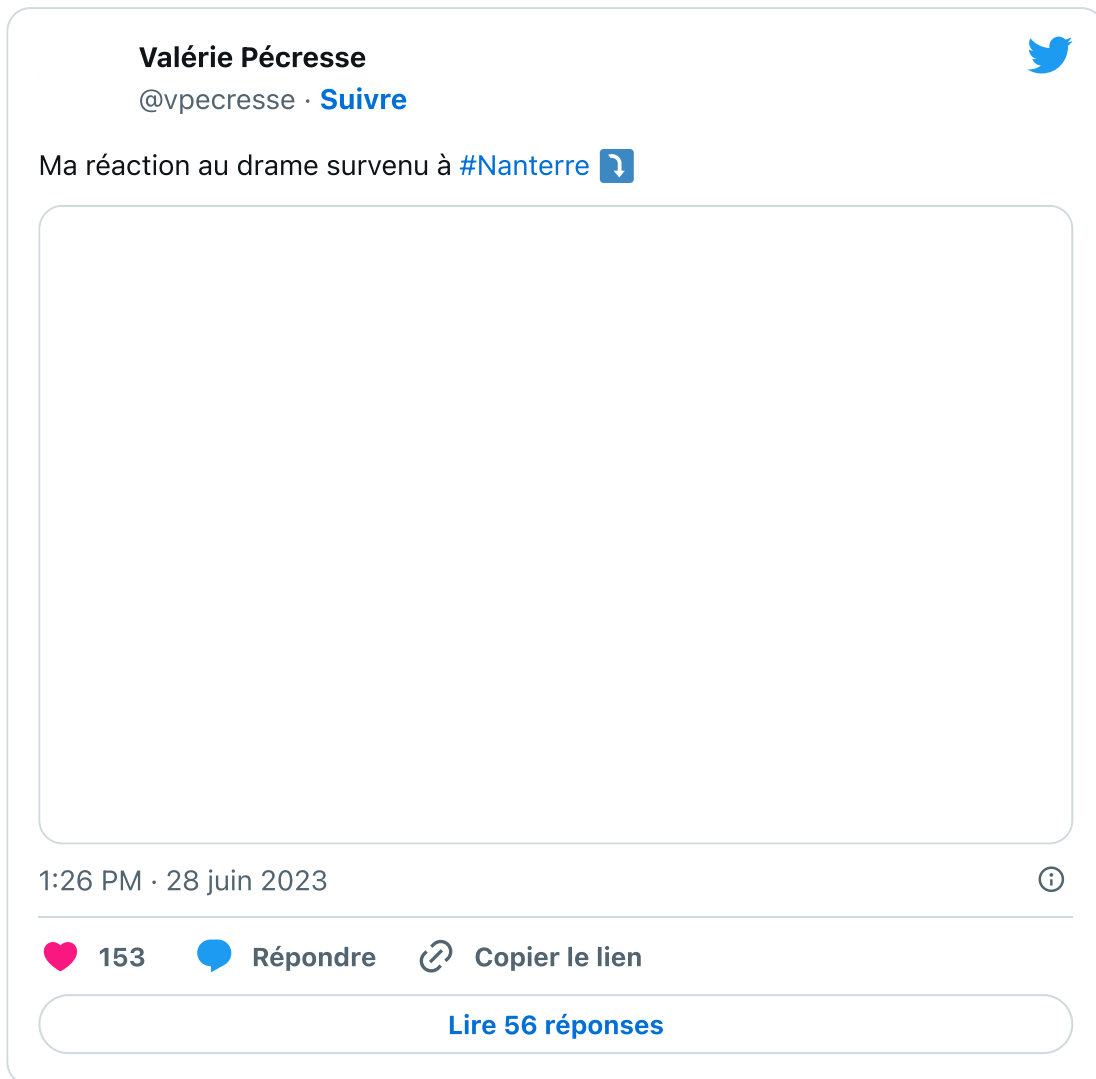 Valérie Pécresse
@vpecresse · Suivre
Ma réaction au drame survenu à #Nanterre ⤵️
1:26 PM · 28 juin 2023
153 Répondre Copier le lien
Lire 56 réponses